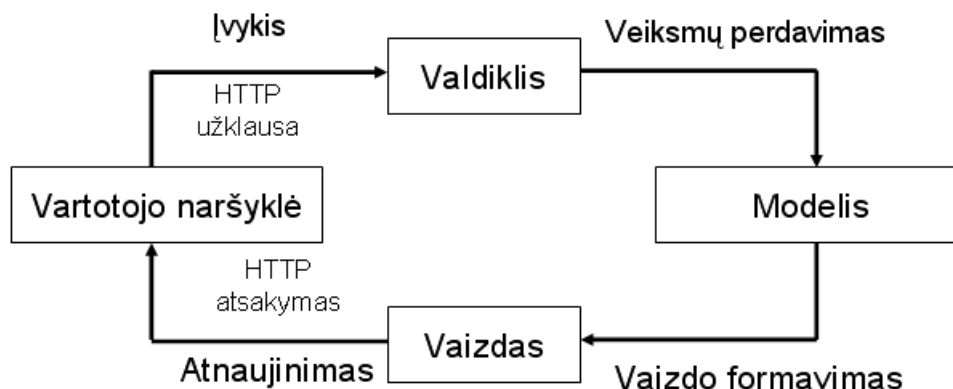 Įvykis
Veiksmų perdavimas
Valdiklis
HTTP
užklausa
Vartotojo naršyklė
Modelis
HTTP
atsakymas
Vaizdas
Atnaujinimas
Vaizdo formavimas